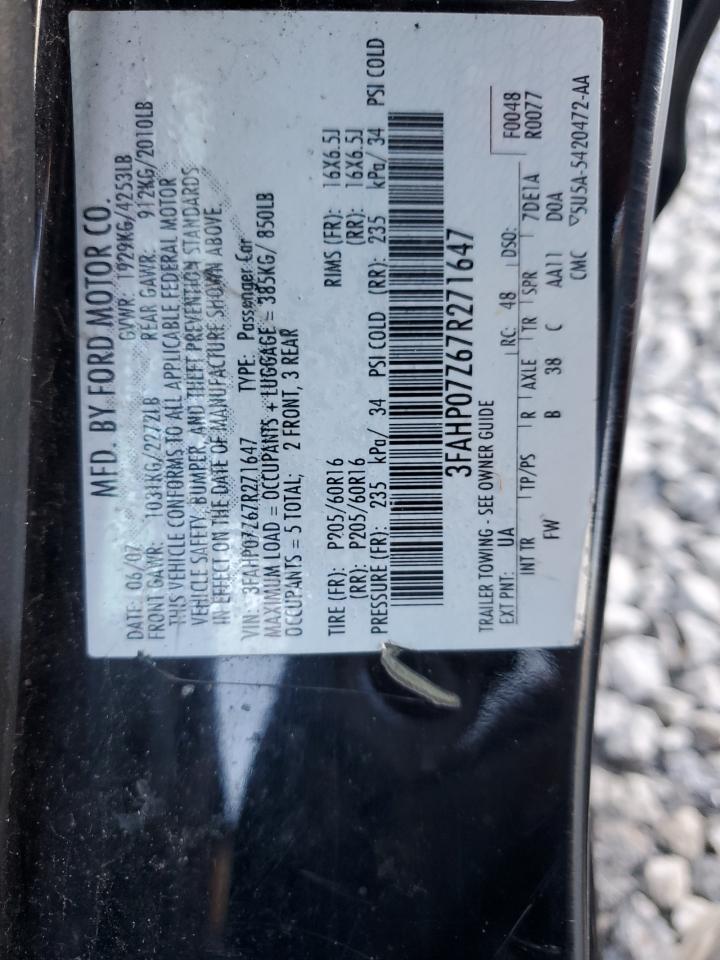 MFD. BY FORD MOTOR CO.
DATE: 06/07 GVWR: 1929KG/4253LB
FRONT GAWR: 1031KG/2272LB REAR GAWR: 912KG/2010LB
THIS VEHICLE CONFORMS TO ALL APPLICABLE FEDERAL MOTOR
VEHICLE SAFETY, BUMPER, AND THEFT PREVENTION STANDARDS
IN EFFECT ON THE DATE OF MANUFACTURE SHOWN ABOVE.
VIN: 3FAHP07Z67R271647 TYPE: Passenger Car
MAXIMUM LOAD = OCCUPANTS + LUGGAGE = 385KG/ 850LB
OCCUPANTS = 5 TOTAL; 2 FRONT, 3 REAR
TIRE (FR): P205/60R16 RIMS (FR): 16X6.5J
(RR): P205/60R16 (RR): 16X6.5J
PRESSURE (FR): 235 kPa/ 34 PSI COLD (RR): 235 kPa/ 34 PSI COLD
3FAHP07Z67R271647
TRAILER TOWING - SEE OWNER GUIDE F0048
EXT PNT: UA RC: 48 DSO: 7DE1A R0077
INT TR TP/PS R AXLE TR SPR
FW B 38 C AA11 D0A
CMC ▽5U5A-5420472-AA